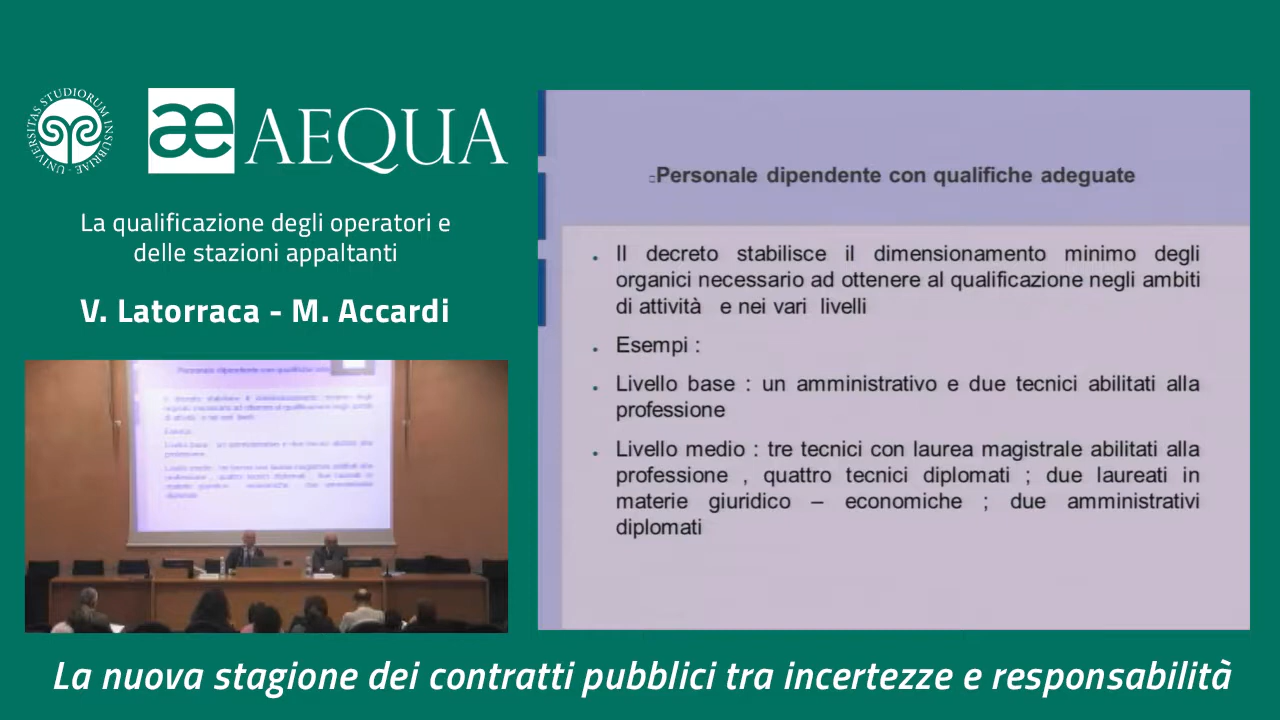 UNIVERSITAS STUDIORUM INSUBRIAE
æ AEQUA
La qualificazione degli operatori e
delle stazioni appaltanti
V. Latorraca - M. Accardi
Personale dipendente con qualifiche adeguate
Il decreto stabilisce il dimensionamento minimo degli
organici necessario ad ottenere al qualificazione negli ambiti
di attività e nei vari livelli
Esempi :
Livello base : un amministrativo e due tecnici abilitati alla
professione
Livello medio : tre tecnici con laurea magistrale abilitati alla
professione , quattro tecnici diplomati ; due laureati in
materie giuridico – economiche ; due amministrativi
diplomati
La nuova stagione dei contratti pubblici tra incertezze e responsabilità